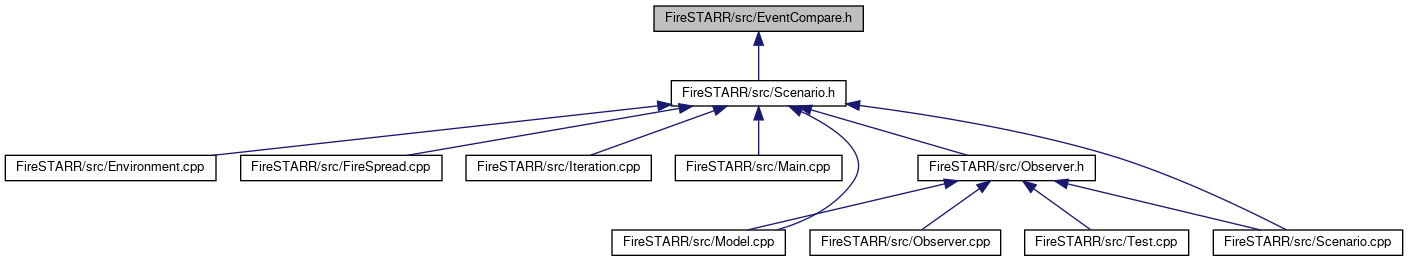 FireSTARR/src/EventCompare.h
FireSTARR/src/Scenario.h
FireSTARR/src/Environment.cpp
FireSTARR/src/FireSpread.cpp
FireSTARR/src/Iteration.cpp
FireSTARR/src/Main.cpp
FireSTARR/src/Observer.h
FireSTARR/src/Model.cpp
FireSTARR/src/Observer.cpp
FireSTARR/src/Test.cpp
FireSTARR/src/Scenario.cpp